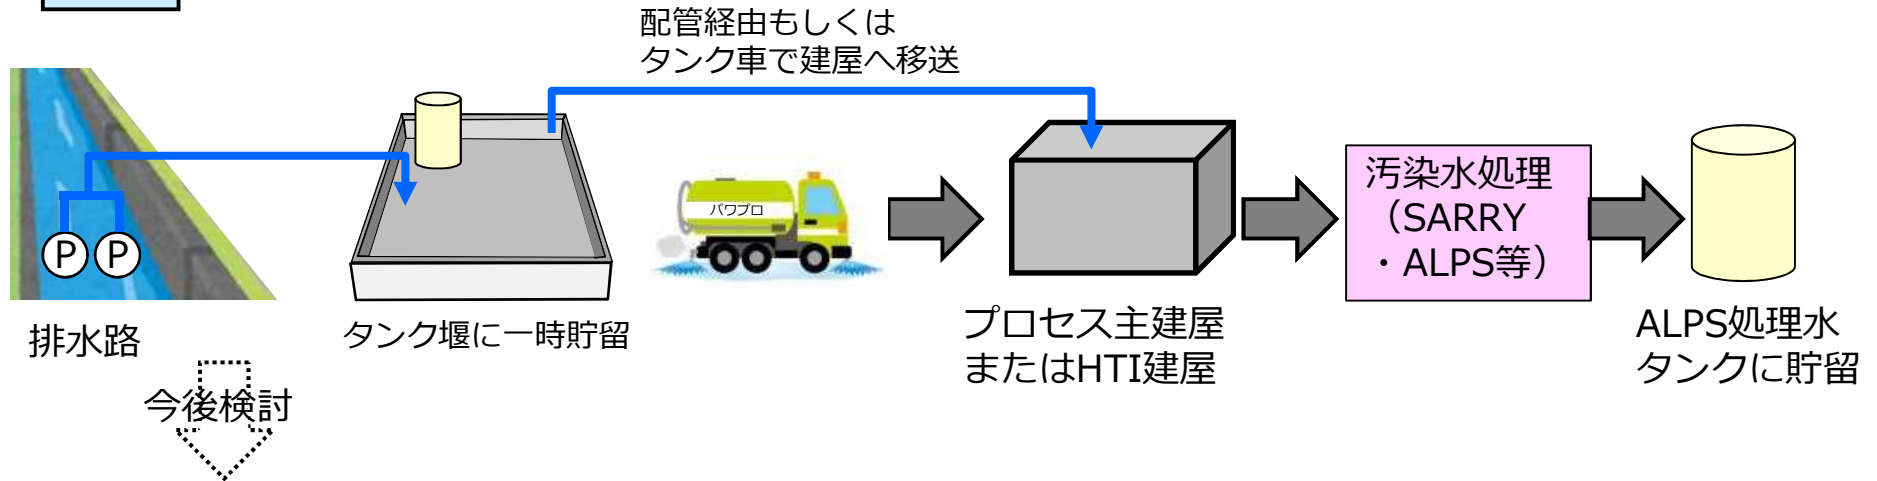 配管経由もしくは
タンク車で建屋へ移送
P P
パワプロ
汚染水処理
（SARRY
・ALPS等）
排水路
タンク堰に一時貯留
プロセス主建屋
またはHTI建屋
ALPS処理水
タンクに貯留
今後検討